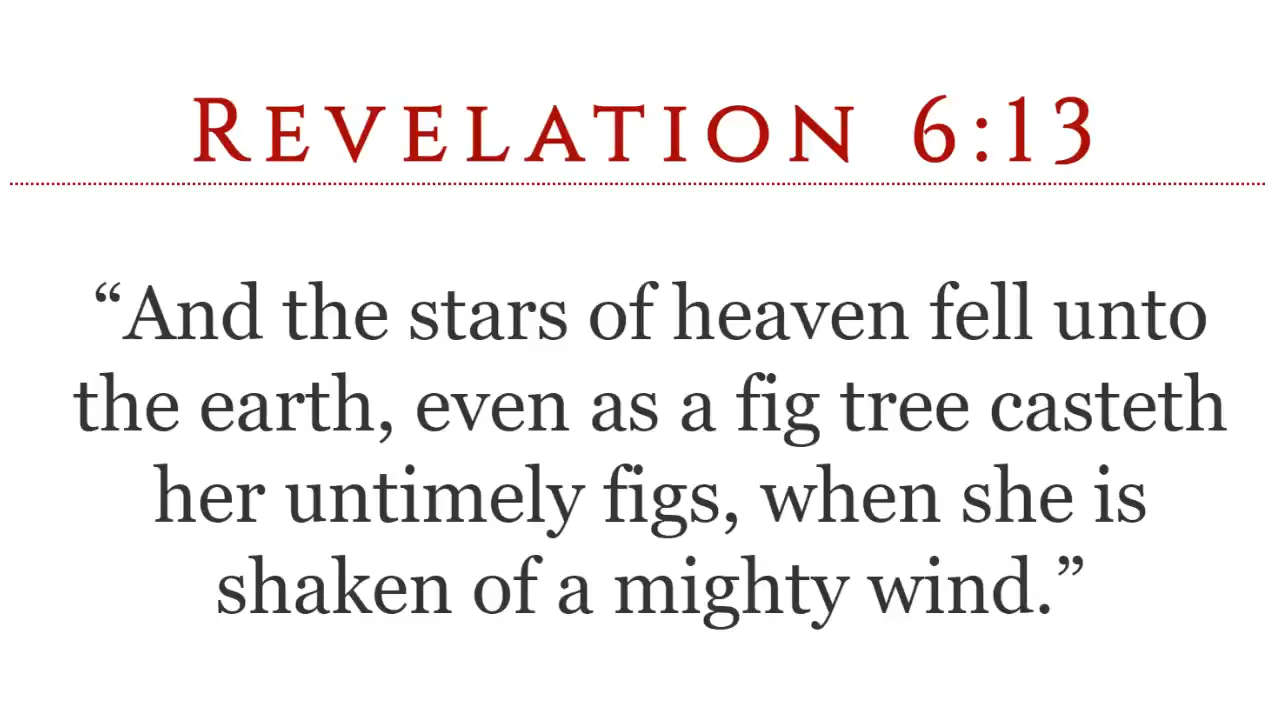 Revelation 6:13
“And the stars of heaven fell unto
the earth, even as a fig tree casteth
her untimely figs, when she is
shaken of a mighty wind.”